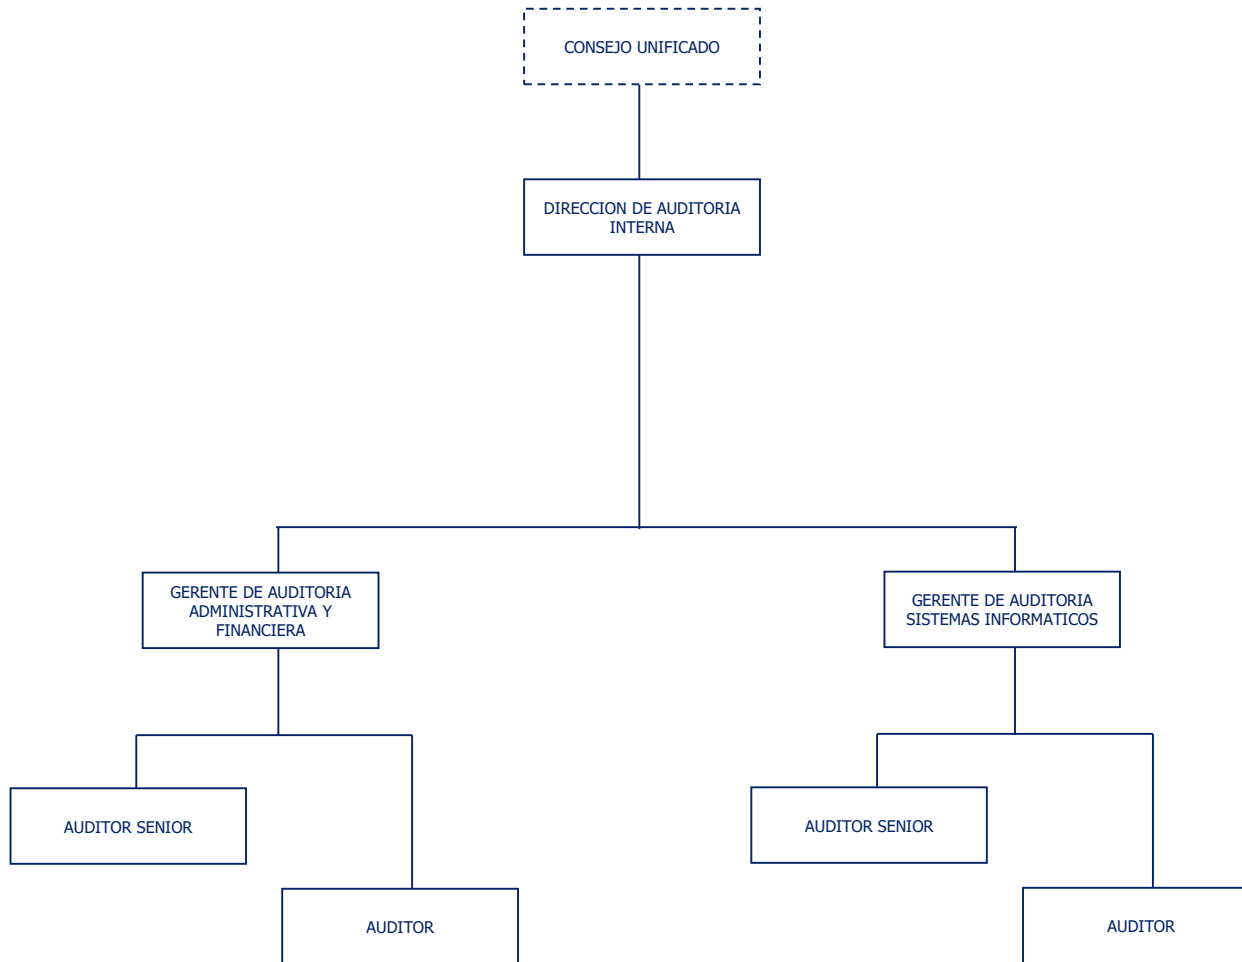 CONSEJO UNIFICADO
DIRECCION DE AUDITORIA
INTERNA
GERENTE DE AUDITORIA
ADMINISTRATIVA Y
FINANCIERA
GERENTE DE AUDITORIA
SISTEMAS INFORMATICOS
AUDITOR SENIOR
AUDITOR SENIOR
AUDITOR
AUDITOR